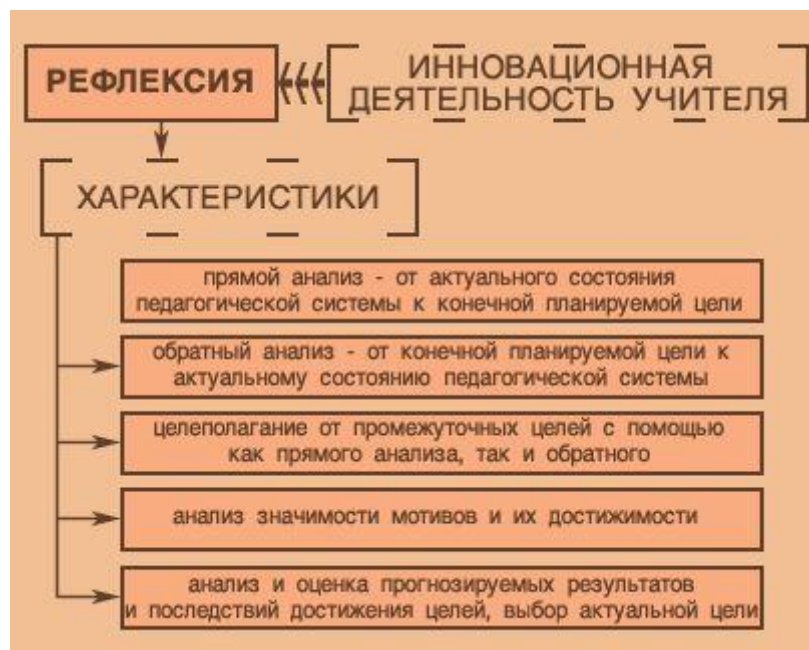 РЕФЛЕКСИЯ
ИННОВАЦИОННАЯ
ДЕЯТЕЛЬНОСТЬ УЧИТЕЛЯ
ХАРАКТЕРИСТИКИ
прямой анализ - от актуального состояния
педагогической системы к конечной планируемой цели
обратный анализ - от конечной планируемой цели к
актуальному состоянию педагогической системы
целеполагание от промежуточных целей с помощью
как прямого анализа, так и обратного
анализ значимости мотивов и их достижимости
анализ и оценка прогнозируемых результатов
и последствий достижения целей, выбор актуальной цели